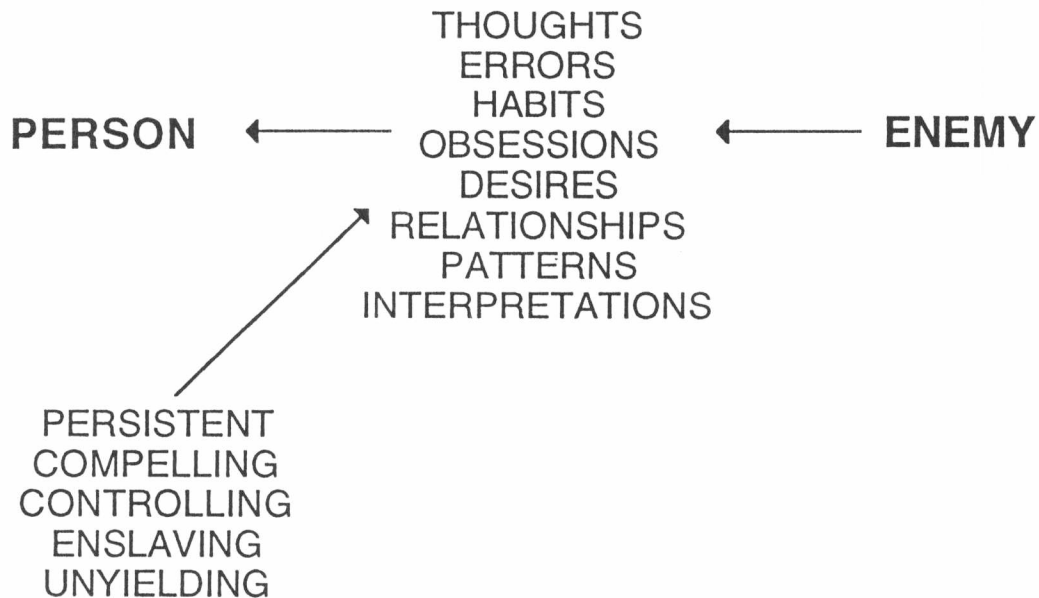 THOUGHTS
ERRORS
HABITS
PERSON
OBSESSIONS
ENEMY
DESIRES
RELATIONSHIPS
PATTERNS
INTERPRETATIONS
PERSISTENT
COMPELLING
CONTROLLING
ENSLAVING
UNYIELDING